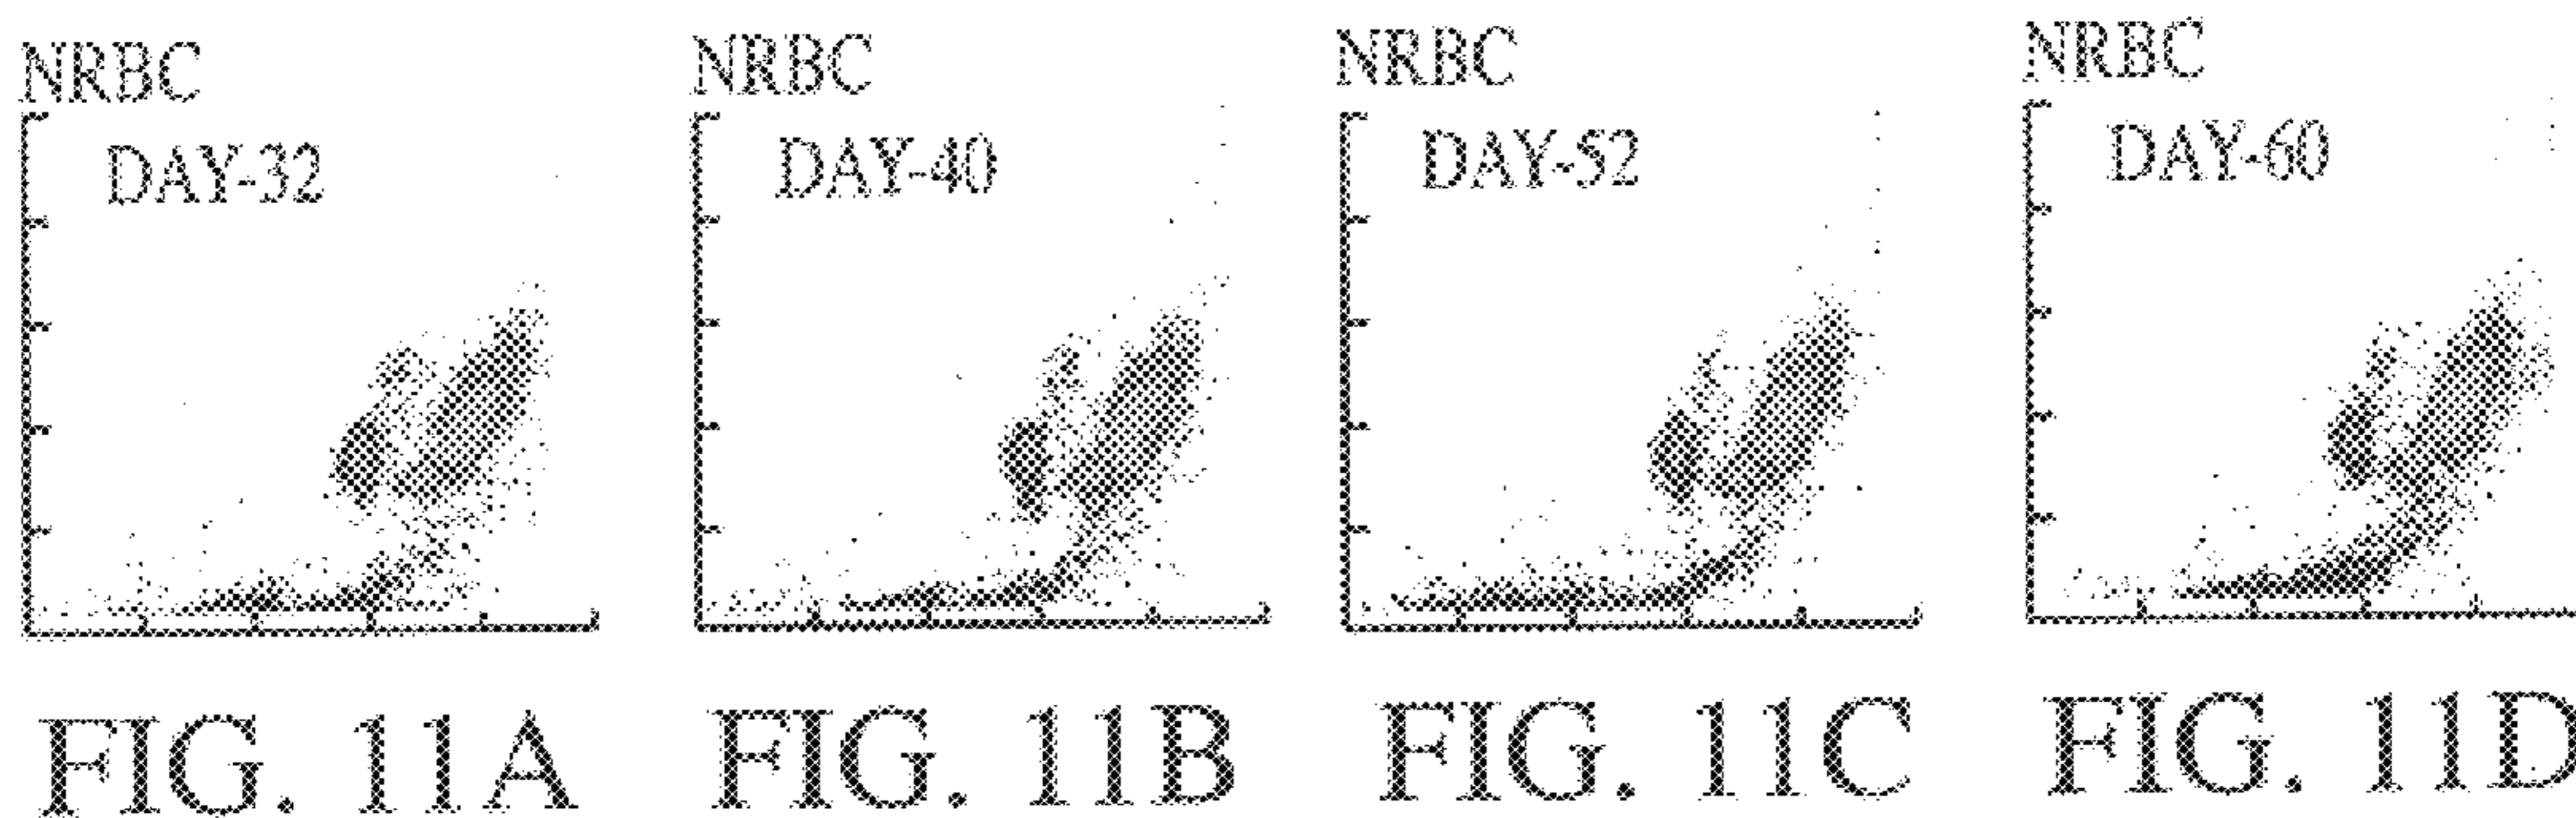 NRBC
DAY-32
FIG. 11A
NRBC
DAY-40
FIG. 11B
NRBC
DAY-52
FIG. 11C
NRBC
DAY-60
FIG. 11D